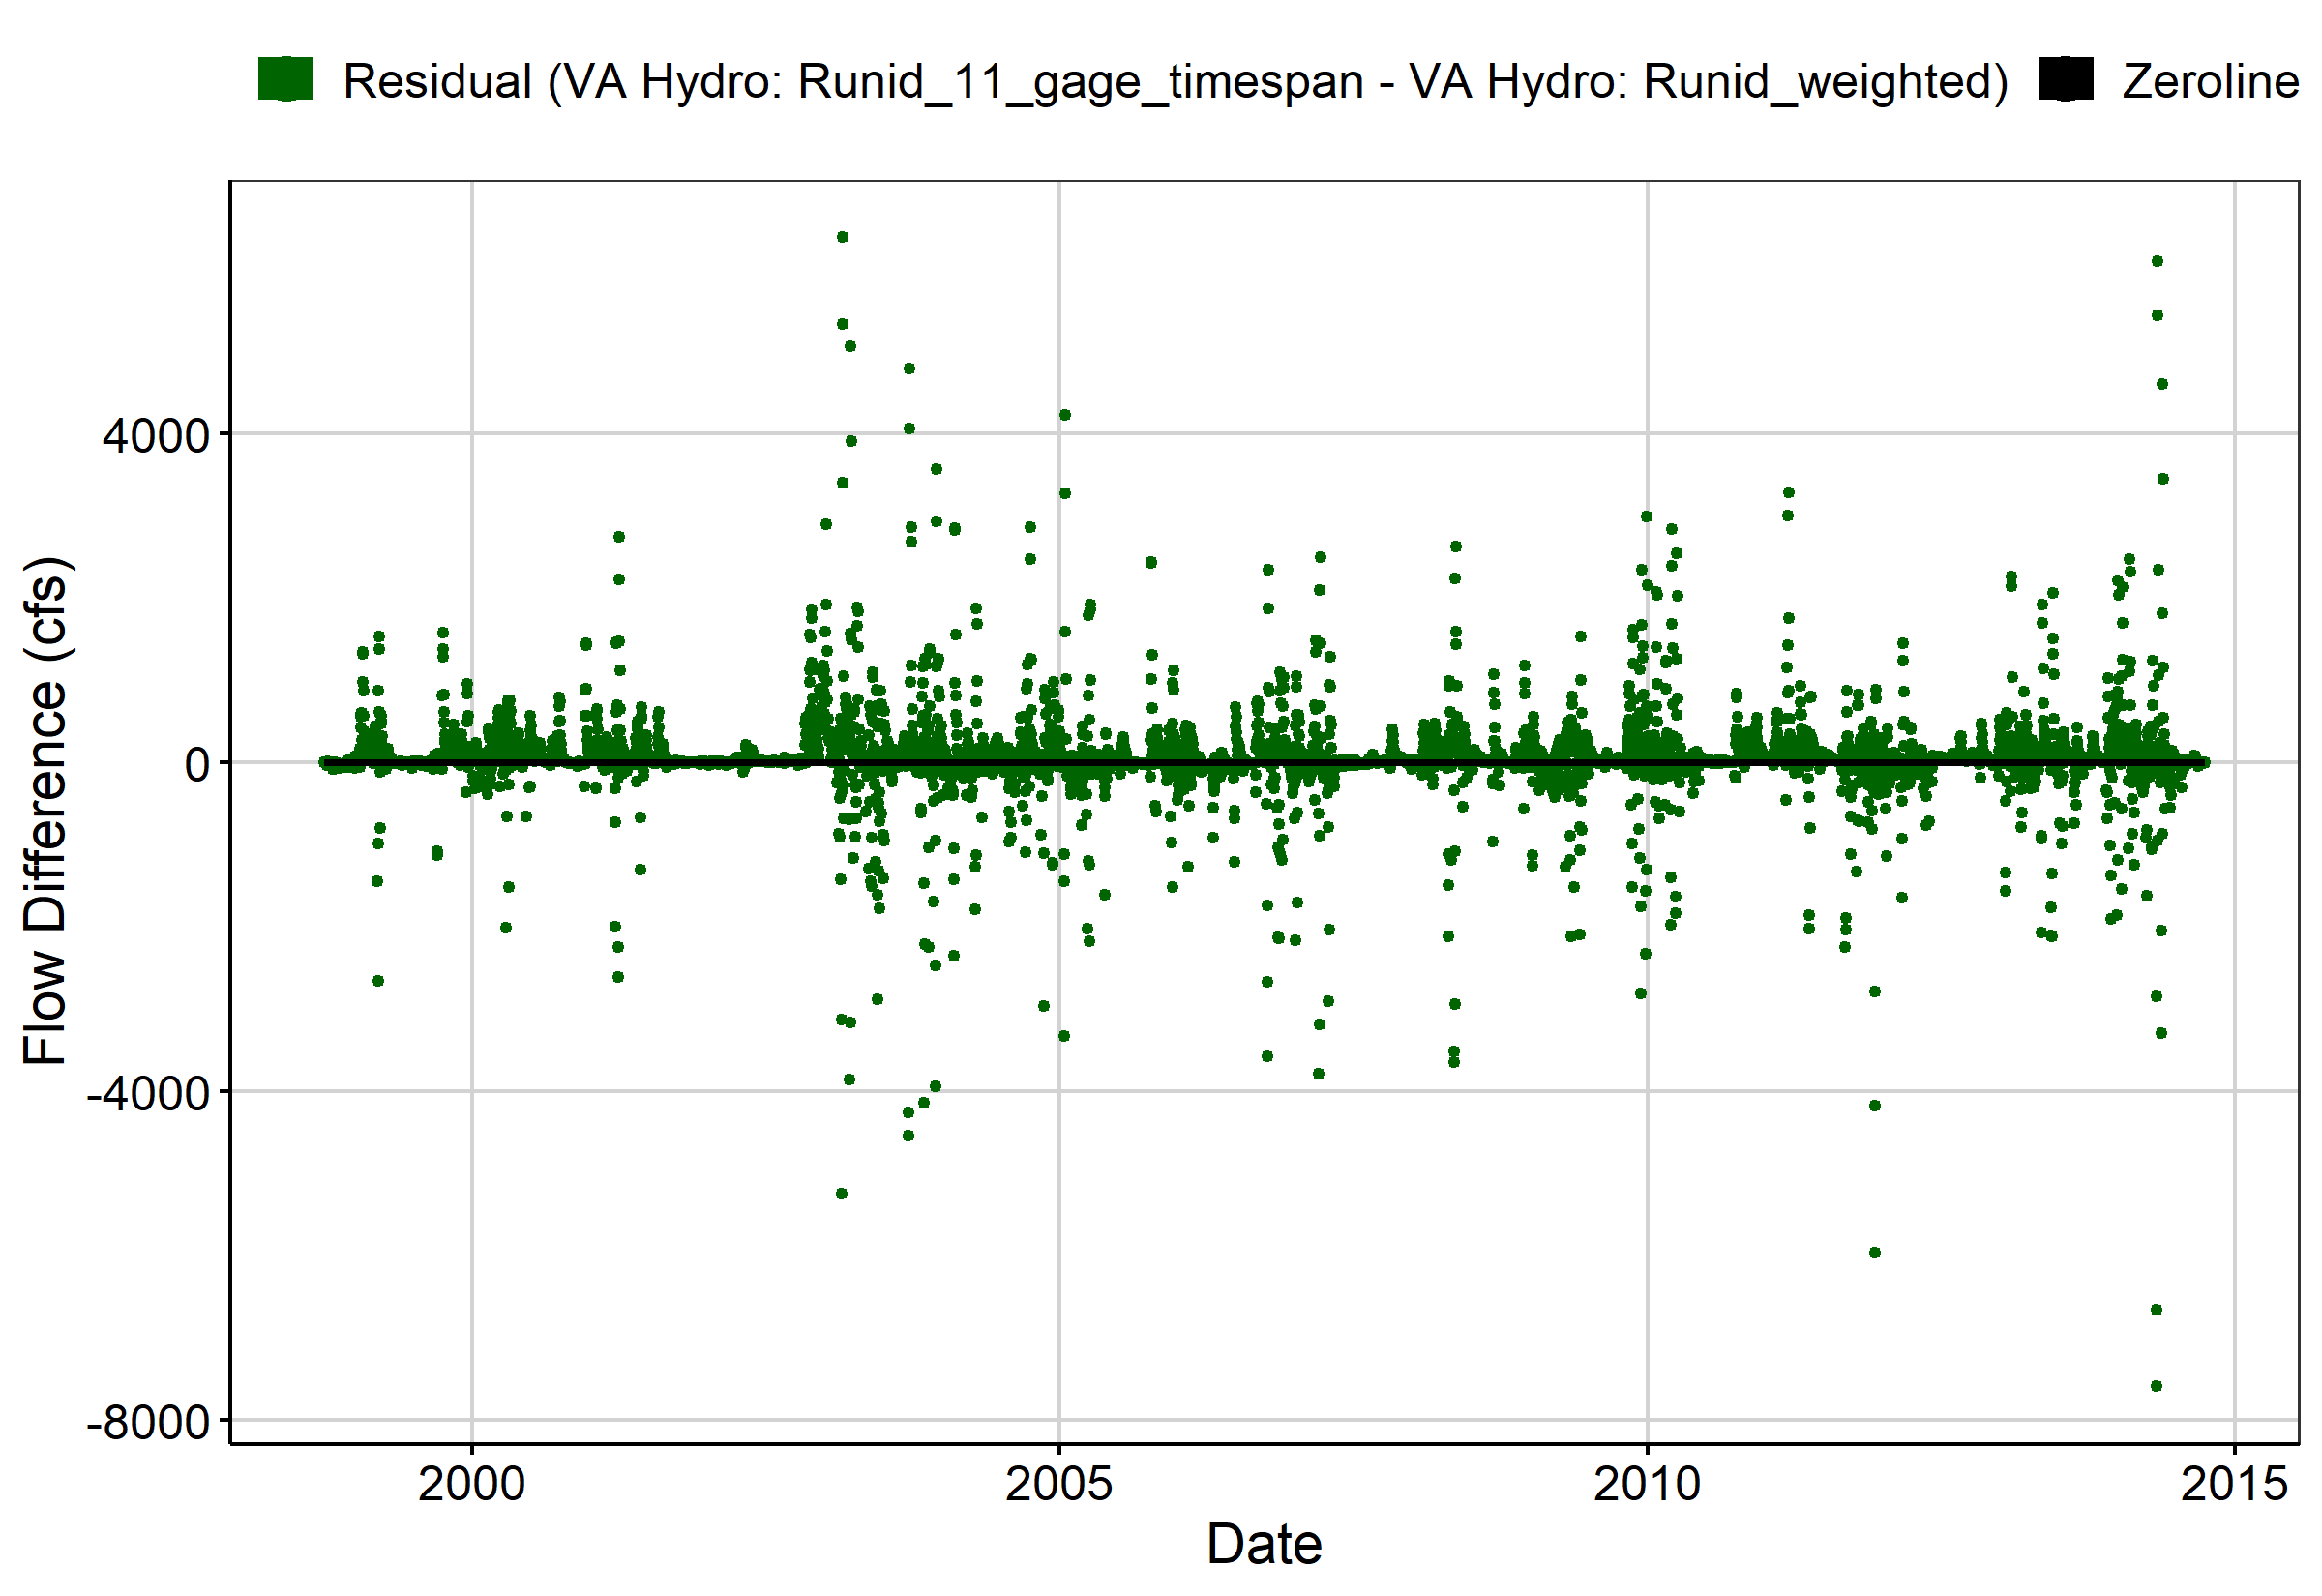 Residual (VA Hydro: Runid_11_gage_timespan - VA Hydro: Runid_weighted) Zeroline
Flow Difference (cfs)
4000
0
-4000
-8000
2000 2005 2010 2015
Date